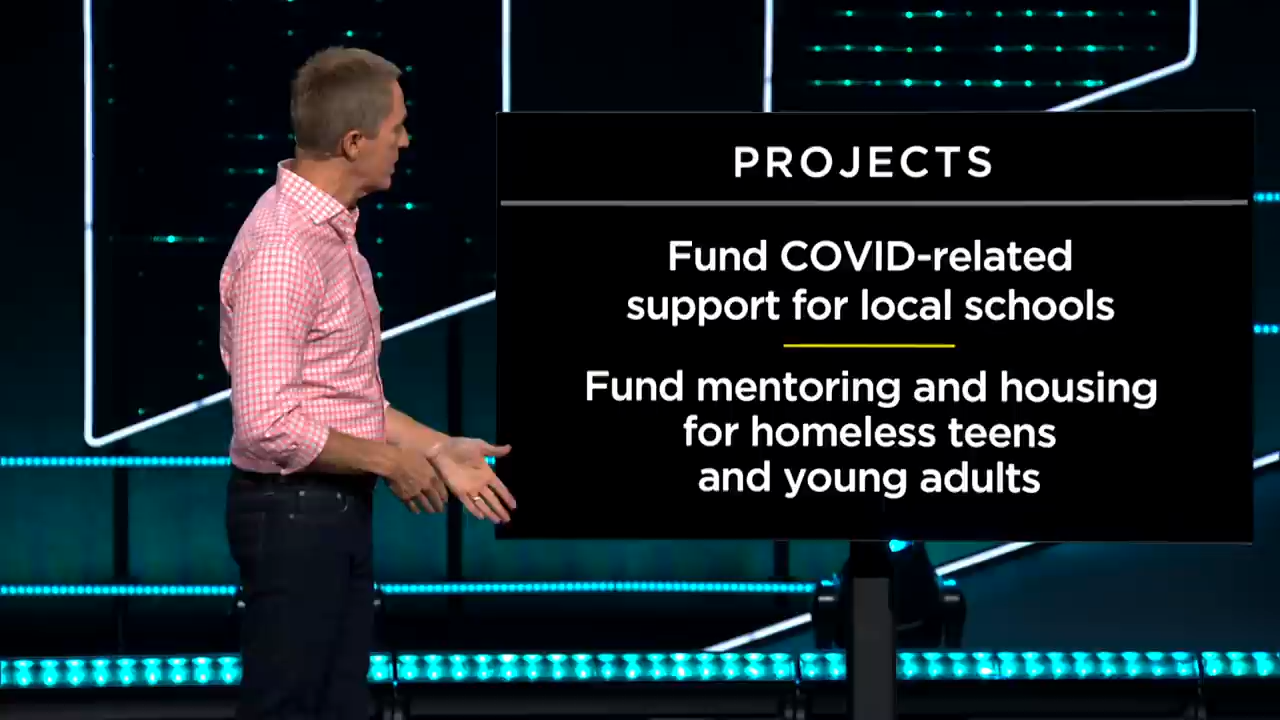 PROJECTS
Fund COVID-related
support for local schools
Fund mentoring and housing
for homeless teens
and young adults